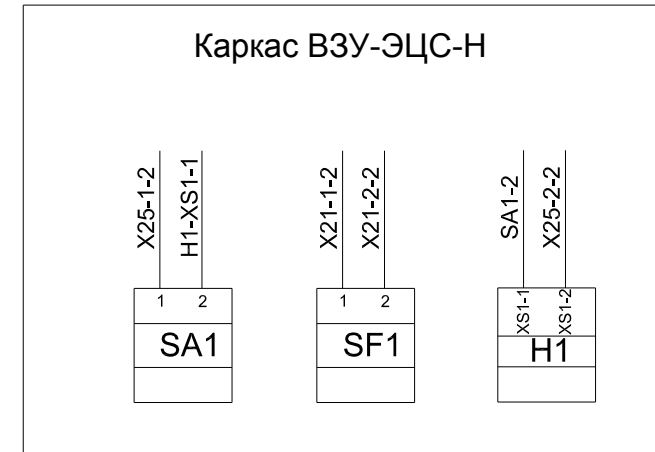 Каркас ВЗУ-ЭЦС-Н
X25-1-2
H1-XS1-1
X21-1-2
X21-2-2
SA1-2
X25-2-2
1 2
1 2
XS1-1
XS1-2
SA1
SF1
H1